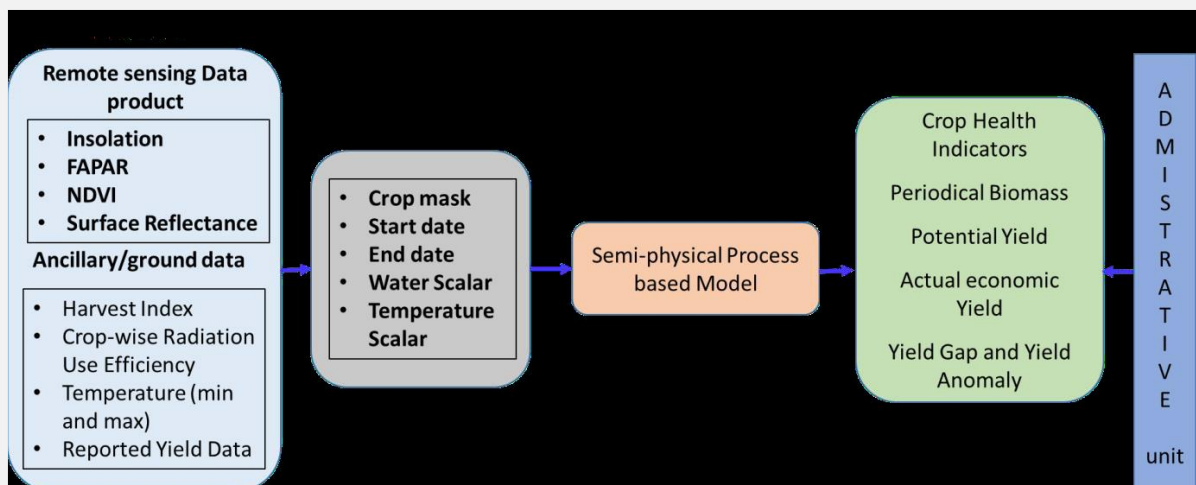 Remote sensing Data
product
• Insolation
• FAPAR
• NDVI
• Surface Reflectance
Ancillary/ground data
• Harvest Index
• Crop-wise Radiation
Use Efficiency
• Temperature (min
and max)
• Reported Yield Data
• Crop mask
• Start date
• End date
• Water Scalar
• Temperature
Scalar
Semi-physical Process
based Model
Crop Health
Indicators
Periodical Biomass
Potential Yield
Actual economic
Yield
Yield Gap and Yield
Anomaly
A
D
M
I
S
T
R
A
T
I
V
E
unit